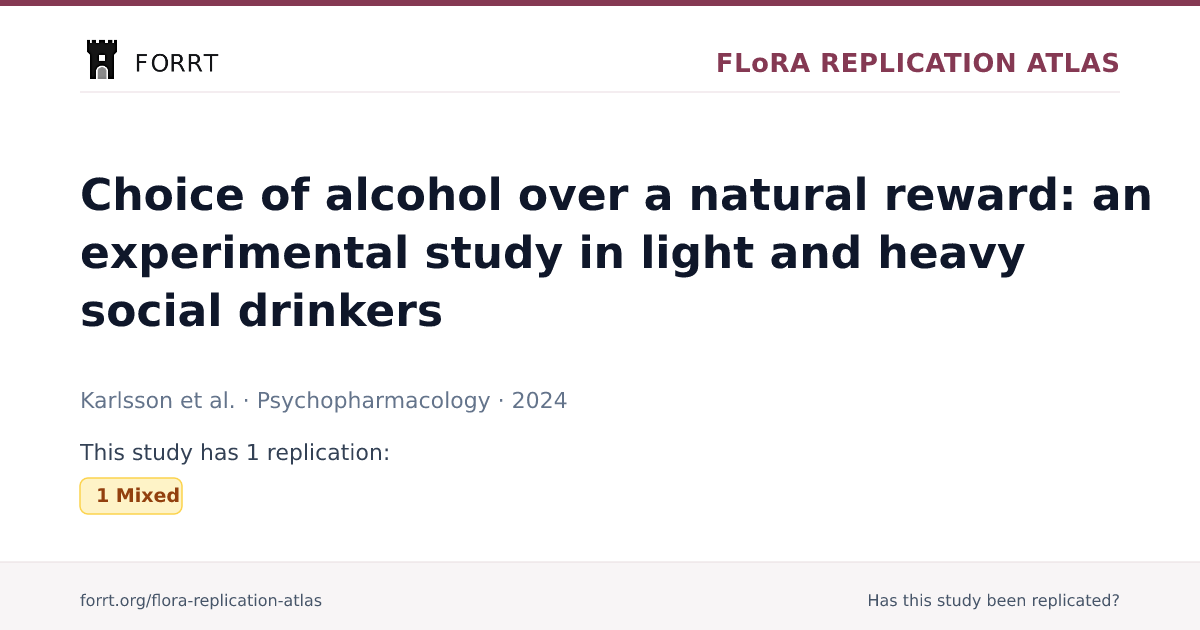 FORRT
FLoRA REPLICATION ATLAS
Choice of alcohol over a natural reward: an
experimental study in light and heavy
social drinkers
Karlsson et al. · Psychopharmacology · 2024
This study has 1 replication:
1 Mixed
forrt.org/flora-replication-atlas
Has this study been replicated?